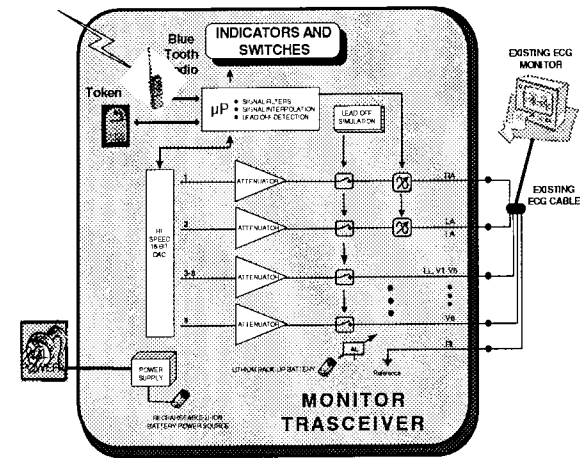 Blue
Tooth
adio
INDICATORS AND
SWITCHES
Token
µP
SIGNAL FILTERS
SIGNAL INTERPOLATION
LEAD OFF DETECTION
LEAD OFF
SIMULATION
EXISTING ECG
MONITOR
EXISTING
ECG CABLE
HI
SPEED
16 BIT
DAC
1
ATTENUATOR
RA
2
ATTENUATOR
LA
3-8
ATTENUATOR
LL, V1-V5
9
ATTENUATOR
V6
RL
Reference
LITHIUM BACK UP BATTERY
POWER
SUPPLY
RECHARGEABLE LI-ION
BATTERY POWER SOURCE
MONITOR
TRASCEIVER